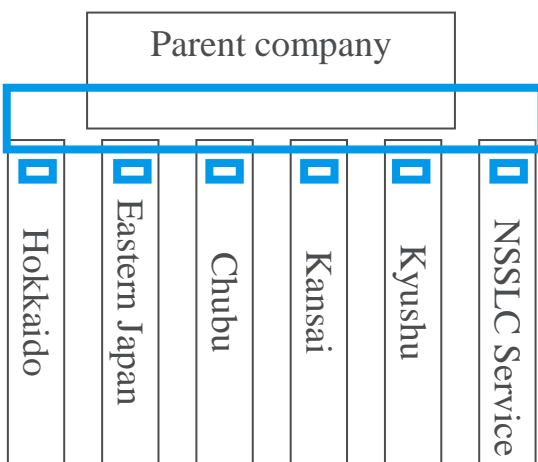 Parent company
Hokkaido
Eastern Japan
Chubu
Kansai
Kyushu
NSSLC Service